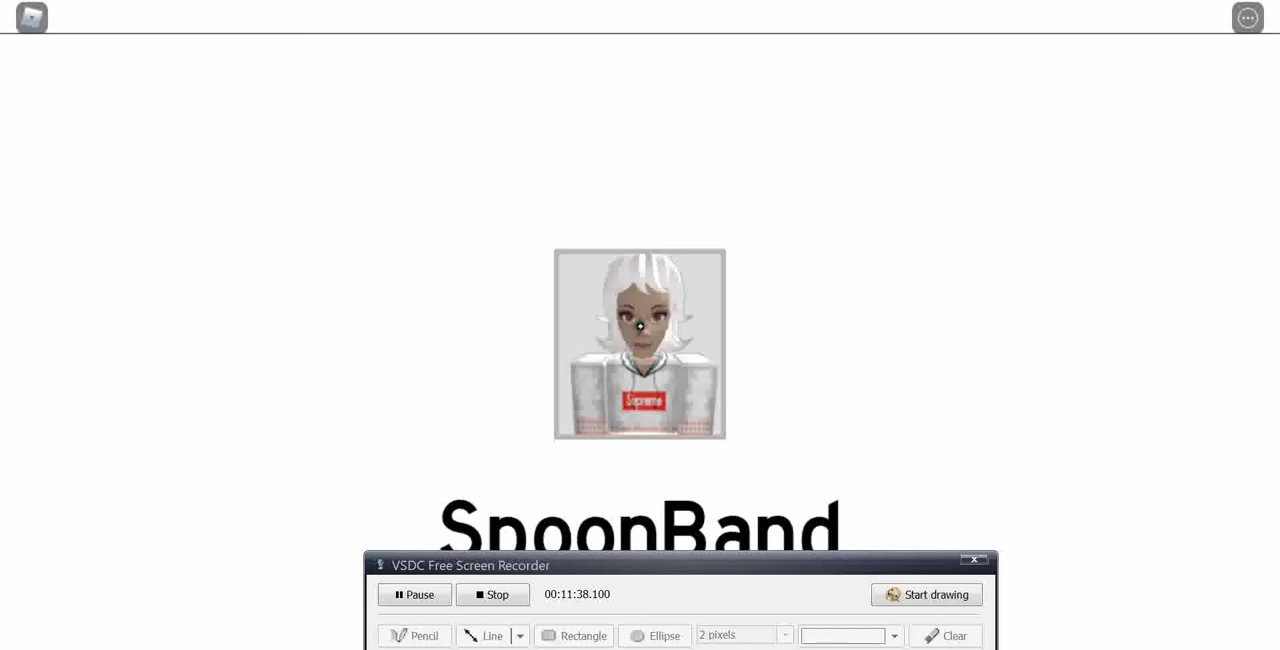 Supreme
SpoonBand
VSDC Free Screen Recorder
Pause
Stop
00:11:38.100
Start drawing
Pencil
Line
Rectangle
Ellipse
2 pixels
Clear